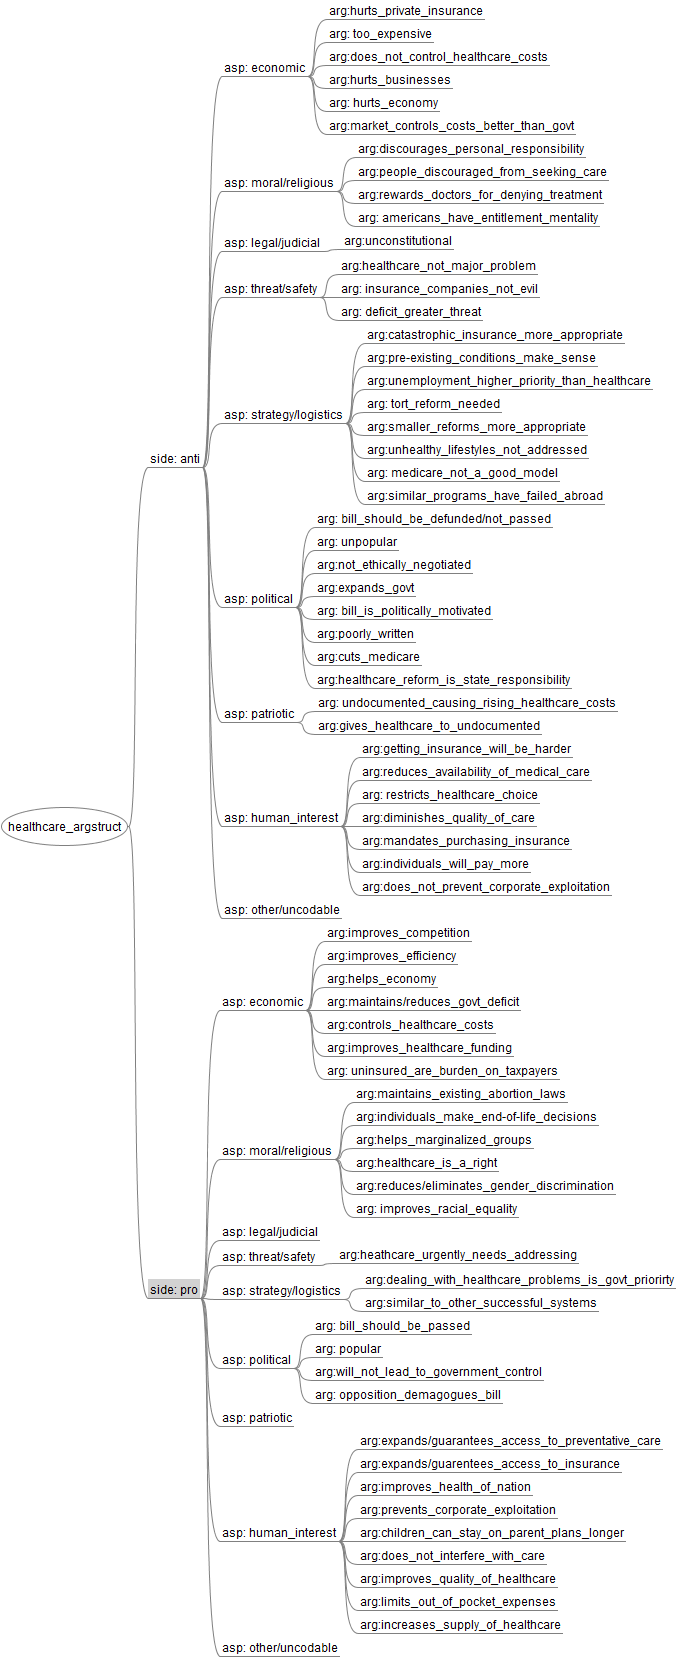 arg:hurts_private_insurance
arg: too_expensive
arg:does_not_control_healthcare_costs
asp: economic
arg:hurts_businesses
arg: hurts_economy
arg:market_controls_costs_better_than_govt
arg:discourages_personal_responsibility
arg:people_discouraged_from_seeking_care
asp: moral/religious
arg:rewards_doctors_for_denying_treatment
arg: americans_have_entitlement_mentality
asp: legal/judicial
arg:unconstitutional
arg:healthcare_not_major_problem
asp: threat/safety
arg: insurance_companies_not_evil
arg: deficit_greater_threat
arg:catastrophic_insurance_more_appropriate
arg:pre-existing_conditions_make_sense
arg:unemployment_higher_priority_than_healthcare
arg: tort_reform_needed
asp: strategy/logistics
arg:smaller_reforms_more_appropriate
arg:unhealthy_lifestyles_not_addressed
side: anti
arg: medicare_not_a_good_model
arg:similar_programs_have_failed_abroad
arg: bill_should_be_defunded/not_passed
arg: unpopular
arg:not_ethically_negotiated
arg:expands_govt
asp: political
arg: bill_is_politically_motivated
arg:poorly_written
arg:cuts_medicare
arg:healthcare_reform_is_state_responsibility
arg: undocumented_causing_rising_healthcare_costs
asp: patriotic
arg:gives_healthcare_to_undocumented
arg:getting_insurance_will_be_harder
arg:reduces_availability_of_medical_care
arg: restricts_healthcare_choice
asp: human_interest
arg:diminishes_quality_of_care
healthcare_argstruct
arg:mandates_purchasing_insurance
arg:individuals_will_pay_more
arg:does_not_prevent_corporate_exploitation
asp: other/uncodable
arg:improves_competition
arg:improves_efficiency
arg:helps_economy
asp: economic
arg:maintains/reduces_govt_deficit
arg:controls_healthcare_costs
arg:improves_healthcare_funding
arg: uninsured_are_burden_on_taxpayers
arg:maintains_existing_abortion_laws
arg:individuals_make_end-of-life_decisions
arg:helps_marginalized_groups
asp: moral/religious
arg:healthcare_is_a_right
arg:reduces/eliminates_gender_discrimination
arg: improves_racial_equality
asp: legal/judicial
asp: threat/safety
arg:heathcare_urgently_needs_addressing
side: pro
asp: strategy/logistics
arg:dealing_with_healthcare_problems_is_govt_priorirty
arg:similar_to_other_successful_systems
arg: bill_should_be_passed
arg: popular
asp: political
arg:will_not_lead_to_government_control
arg: opposition_demagogues_bill
asp: patriotic
arg:expands/guarantees_access_to_preventative_care
arg:expands/guarentees_access_to_insurance
arg:improves_health_of_nation
arg:prevents_corporate_exploitation
asp: human_interest
arg:children_can_stay_on_parent_plans_longer
arg:does_not_interfere_with_care
arg:improves_quality_of_healthcare
arg:limits_out_of_pocket_expenses
arg:increases_supply_of_healthcare
asp: other/uncodable